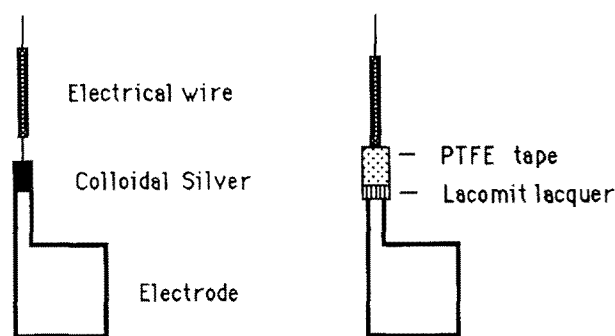 Electrical wire
Colloidal Silver
Electrode
PTFE tape
Lacomit lacquer